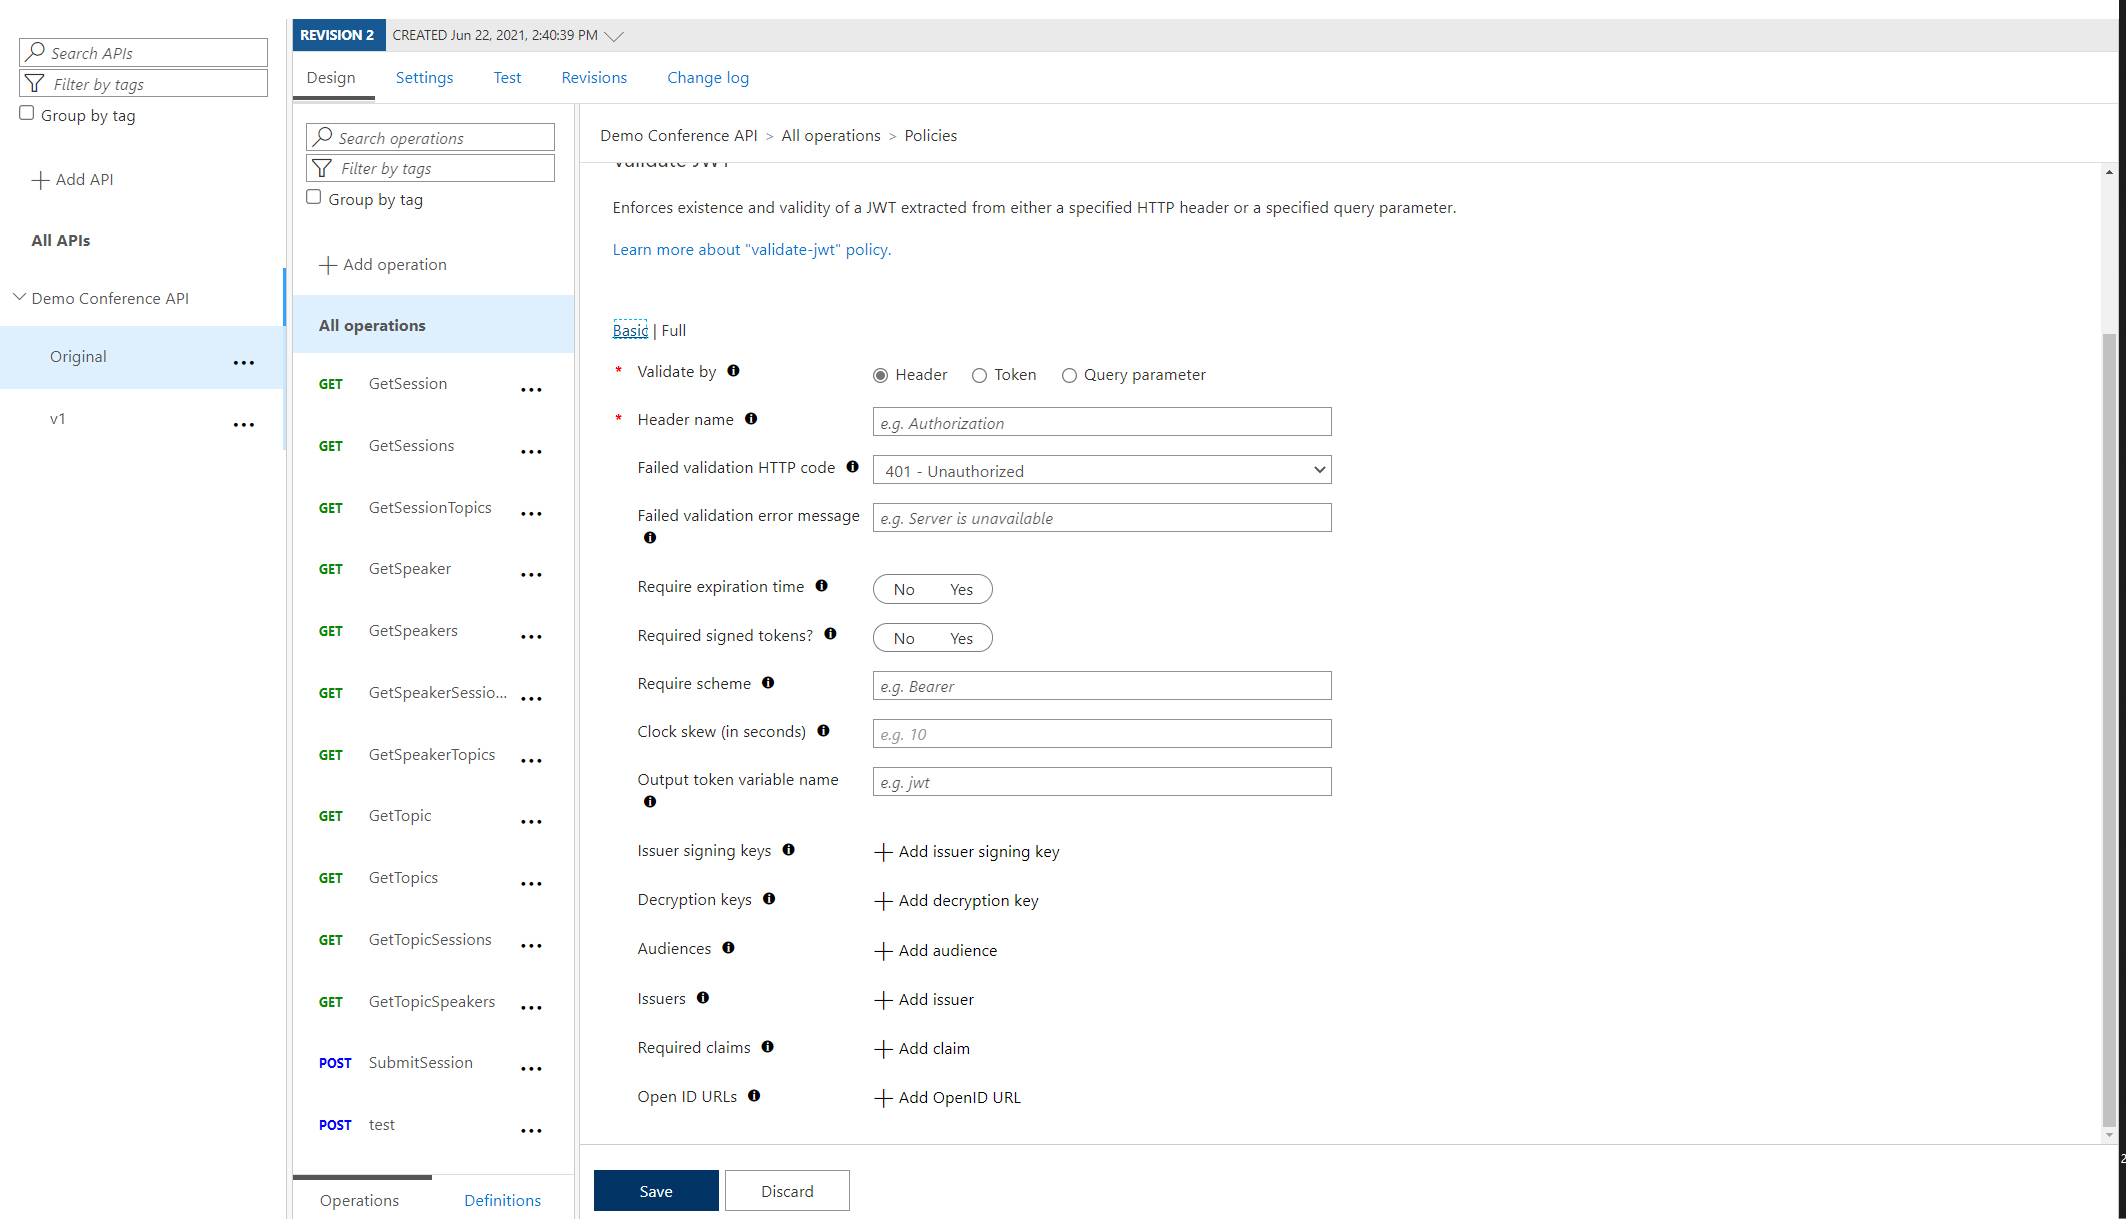 Search APIs
Filter by tags
Group by tag
Add API
All APIs
Demo Conference API
Original
v1
REVISION 2 CREATED Jun 22, 2021, 2:40:39 PM
Design Settings Test Revisions Change log
Search operations
Filter by tags
Group by tag
Add operation
All operations
GET GetSession
GET GetSessions
GET GetSessionTopics
GET GetSpeaker
GET GetSpeakers
GET GetSpeakerSessio...
GET GetSpeakerTopics
GET GetTopic
GET GetTopics
GET GetTopicSessions
GET GetTopicSpeakers
POST SubmitSession
POST test
Operations Definitions
Demo Conference API > All operations > Policies
Validate JWT
Enforces existence and validity of a JWT extracted from either a specified HTTP header or a specified query parameter.
Learn more about "validate-jwt" policy.
Basic | Full
* Validate by Header Token Query parameter
* Header name e.g. Authorization
Failed validation HTTP code 401 - Unauthorized
Failed validation error message e.g. Server is unavailable
Require expiration time No Yes
Required signed tokens? No Yes
Require scheme e.g. Bearer
Clock skew (in seconds) e.g. 10
Output token variable name e.g. jwt
Issuer signing keys Add issuer signing key
Decryption keys Add decryption key
Audiences Add audience
Issuers Add issuer
Required claims Add claim
Open ID URLs Add OpenID URL
Save Discard
2